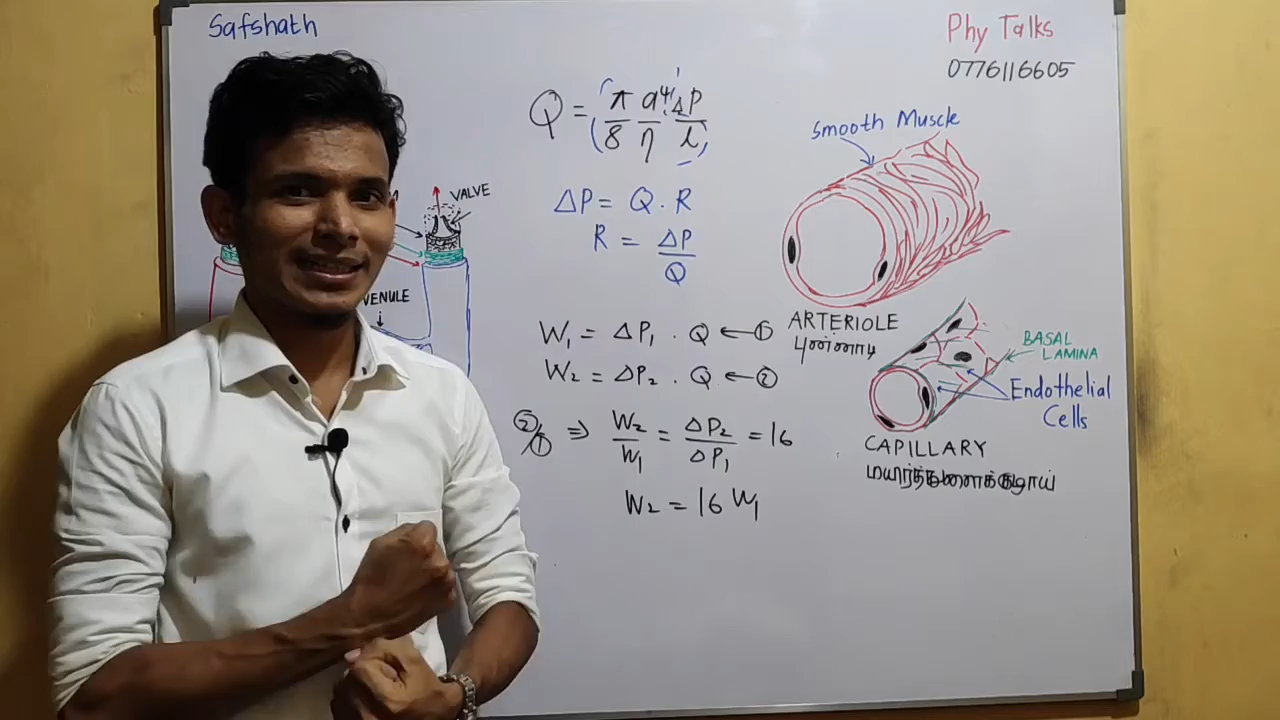 Safshath
Phy Talks
0776116605
VALVE
VENULE
Q = (π/8 a⁴/η ΔP/l)
ΔP = Q . R
R = ΔP/Q
W₁ = ΔP₁ . Q ← ①
W₂ = ΔP₂ . Q ← ②
②/① ⇒ W₂/W₁ = ΔP₂/ΔP₁ = 16
W₂ = 16 W₁
Smooth Muscle
ARTERIOLE
புன்னாடி
BASAL
LAMINA
Endothelial
Cells
CAPILLARY